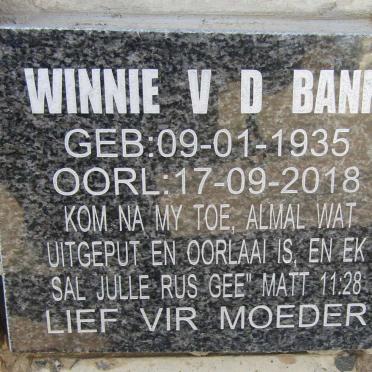 WINNIE V D BANK
GEB:09-01-1935
OORL:17-09-2018
KOM NA MY TOE, ALMAL WAT
UITGEPUT EN OORLAAI IS, EN EK
SAL JULLE RUS GEE" MATT 11:28
LIEF VIR MOEDER